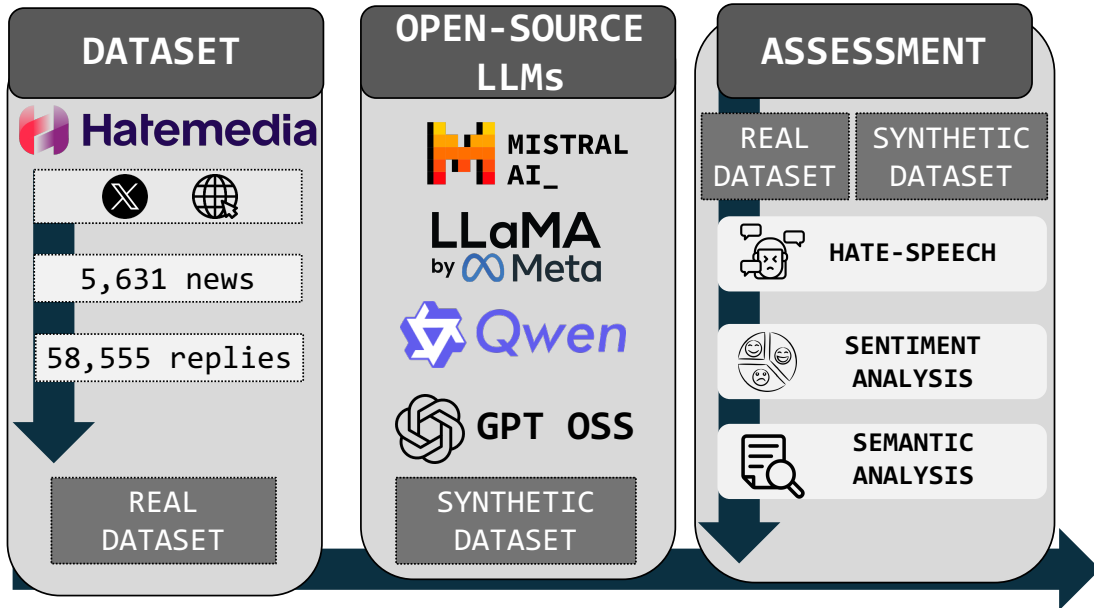 DATASET
Hatemedia
5,631 news
58,555 replies
REAL
DATASET
OPEN-SOURCE
LLMs
MISTRAL
AI_
LLaMA
by Meta
Qwen
GPT OSS
SYNTHETIC
DATASET
ASSESSMENT
REAL
DATASET
SYNTHETIC
DATASET
HATE-SPEECH
SENTIMENT
ANALYSIS
SEMANTIC
ANALYSIS